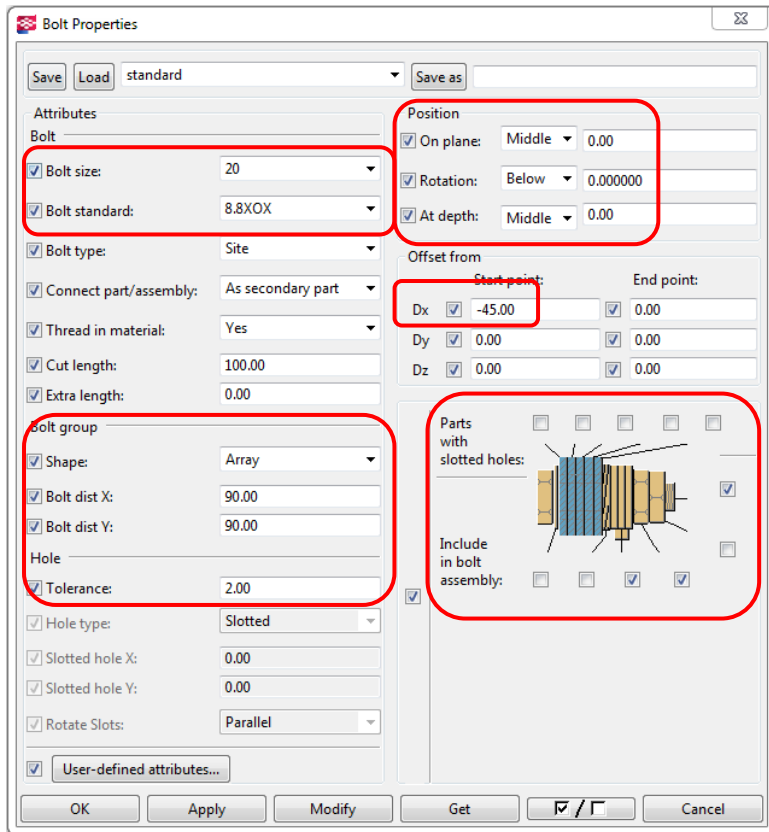 Bolt Properties
Save Load standard Save as
Attributes
Bolt
Bolt size: 20
Bolt standard: 8.8XOX
Bolt type: Site
Connect part/assembly: As secondary part
Thread in material: Yes
Cut length: 100.00
Extra length: 0.00
Bolt group
Shape: Array
Bolt dist X: 90.00
Bolt dist Y: 90.00
Hole
Tolerance: 2.00
Hole type: Slotted
Slotted hole X: 0.00
Slotted hole Y: 0.00
Rotate Slots: Parallel
User-defined attributes...
Position
On plane: Middle 0.00
Rotation: Below 0.000000
At depth: Middle 0.00
Offset from
Start point: End point:
Dx -45.00 0.00
Dy 0.00 0.00
Dz 0.00 0.00
Parts
with
slotted holes:
Include
in bolt
assembly:
OK Apply Modify Get / Cancel